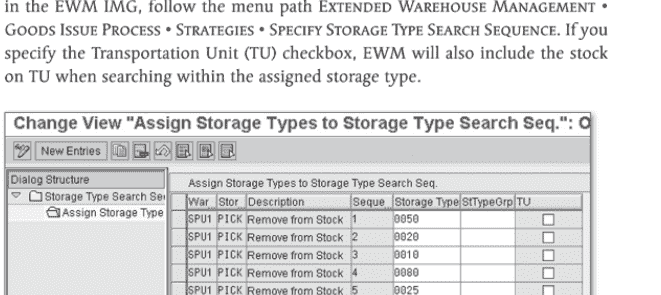 in the EWM IMG, follow the menu path EXTENDED WAREHOUSE MANAGEMENT •
GOODS ISSUE PROCESS • STRATEGIES • SPECIFY STORAGE TYPE SEARCH SEQUENCE. If you
specify the Transportation Unit (TU) checkbox, EWM will also include the stock
on TU when searching within the assigned storage type.
Change View "Assign Storage Types to Storage Type Search Seq.": O
New Entries
Dialog Structure
Storage Type Search Se
Assign Storage Type
Assign Storage Types to Storage Type Search Seq.
War Stor Description Seque Storage Type StTypeGrp TU
SPU1 PICK Remove from Stock 1 0050
SPU1 PICK Remove from Stock 2 0020
SPU1 PICK Remove from Stock 3 0010
SPU1 PICK Remove from Stock 4 0080
SPU1 PICK Remove from Stock 5 0025